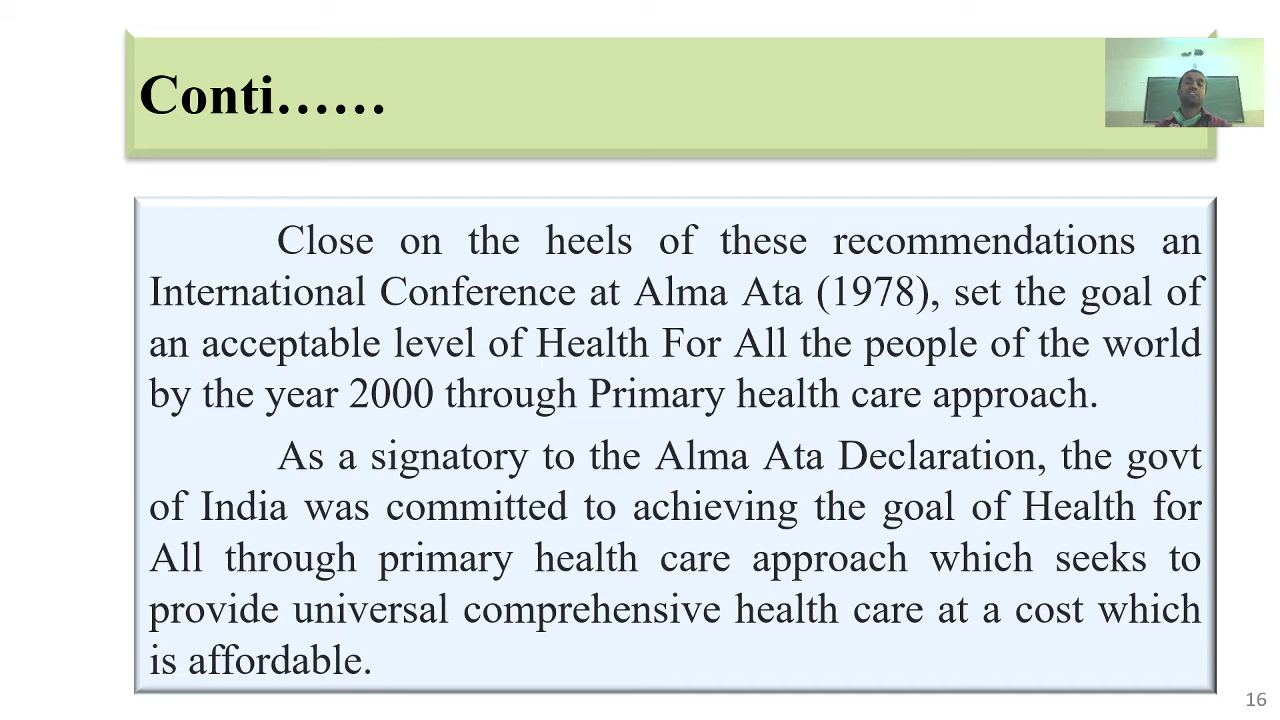 Conti……
Close on the heels of these recommendations an
International Conference at Alma Ata (1978), set the goal of
an acceptable level of Health For All the people of the world
by the year 2000 through Primary health care approach.
As a signatory to the Alma Ata Declaration, the govt
of India was committed to achieving the goal of Health for
All through primary health care approach which seeks to
provide universal comprehensive health care at a cost which
is affordable.
16